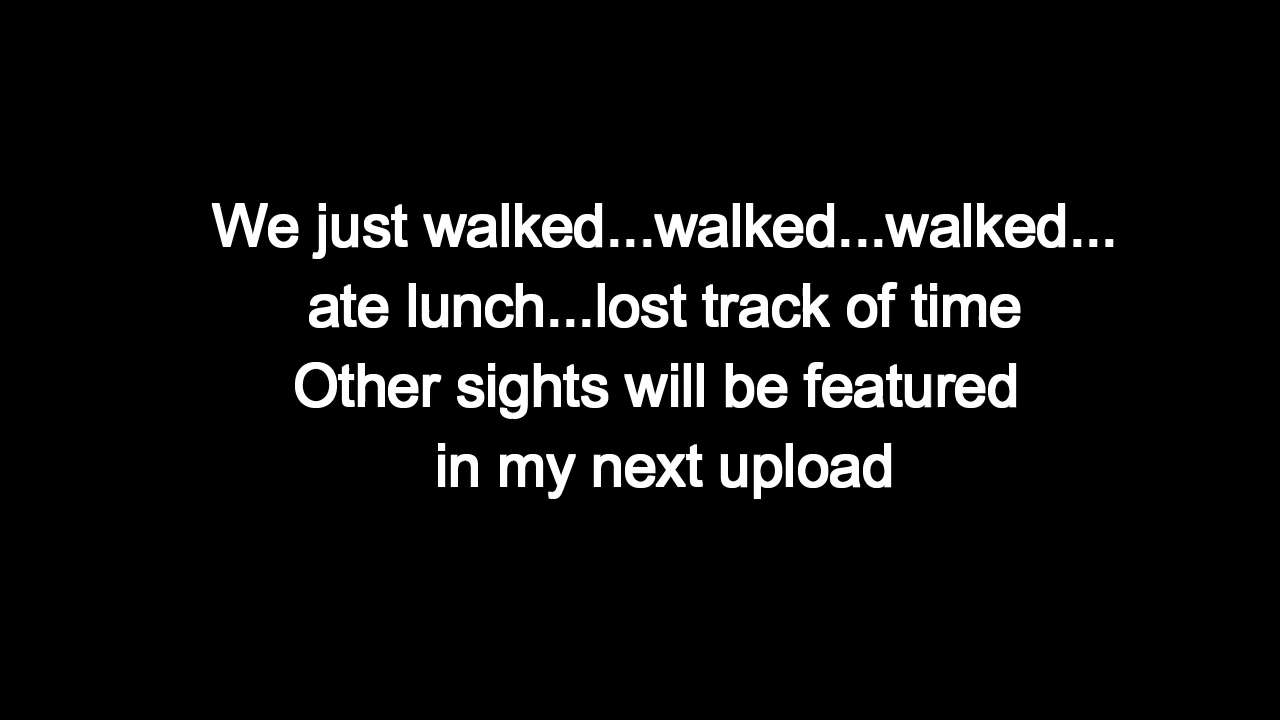 We just walked...walked...walked...
ate lunch...lost track of time
Other sights will be featured
in my next upload